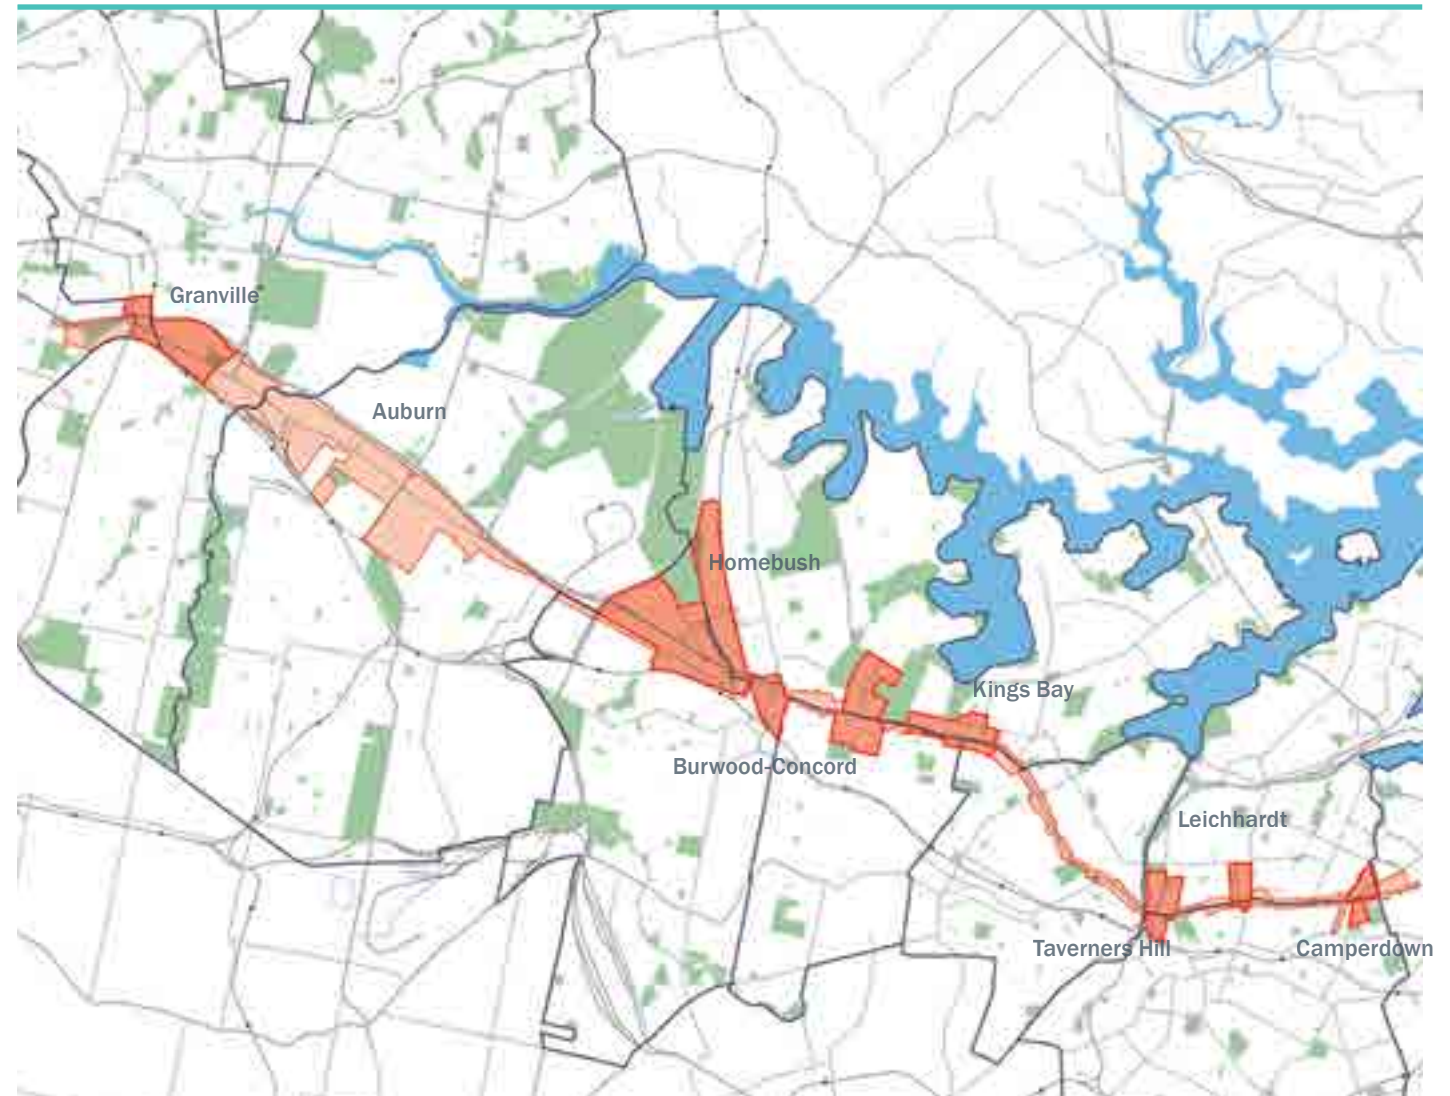 Granville
Auburn
Homebush
Kings Bay
Burwood-Concord
Leichhardt
Taverners Hill
Camperdown